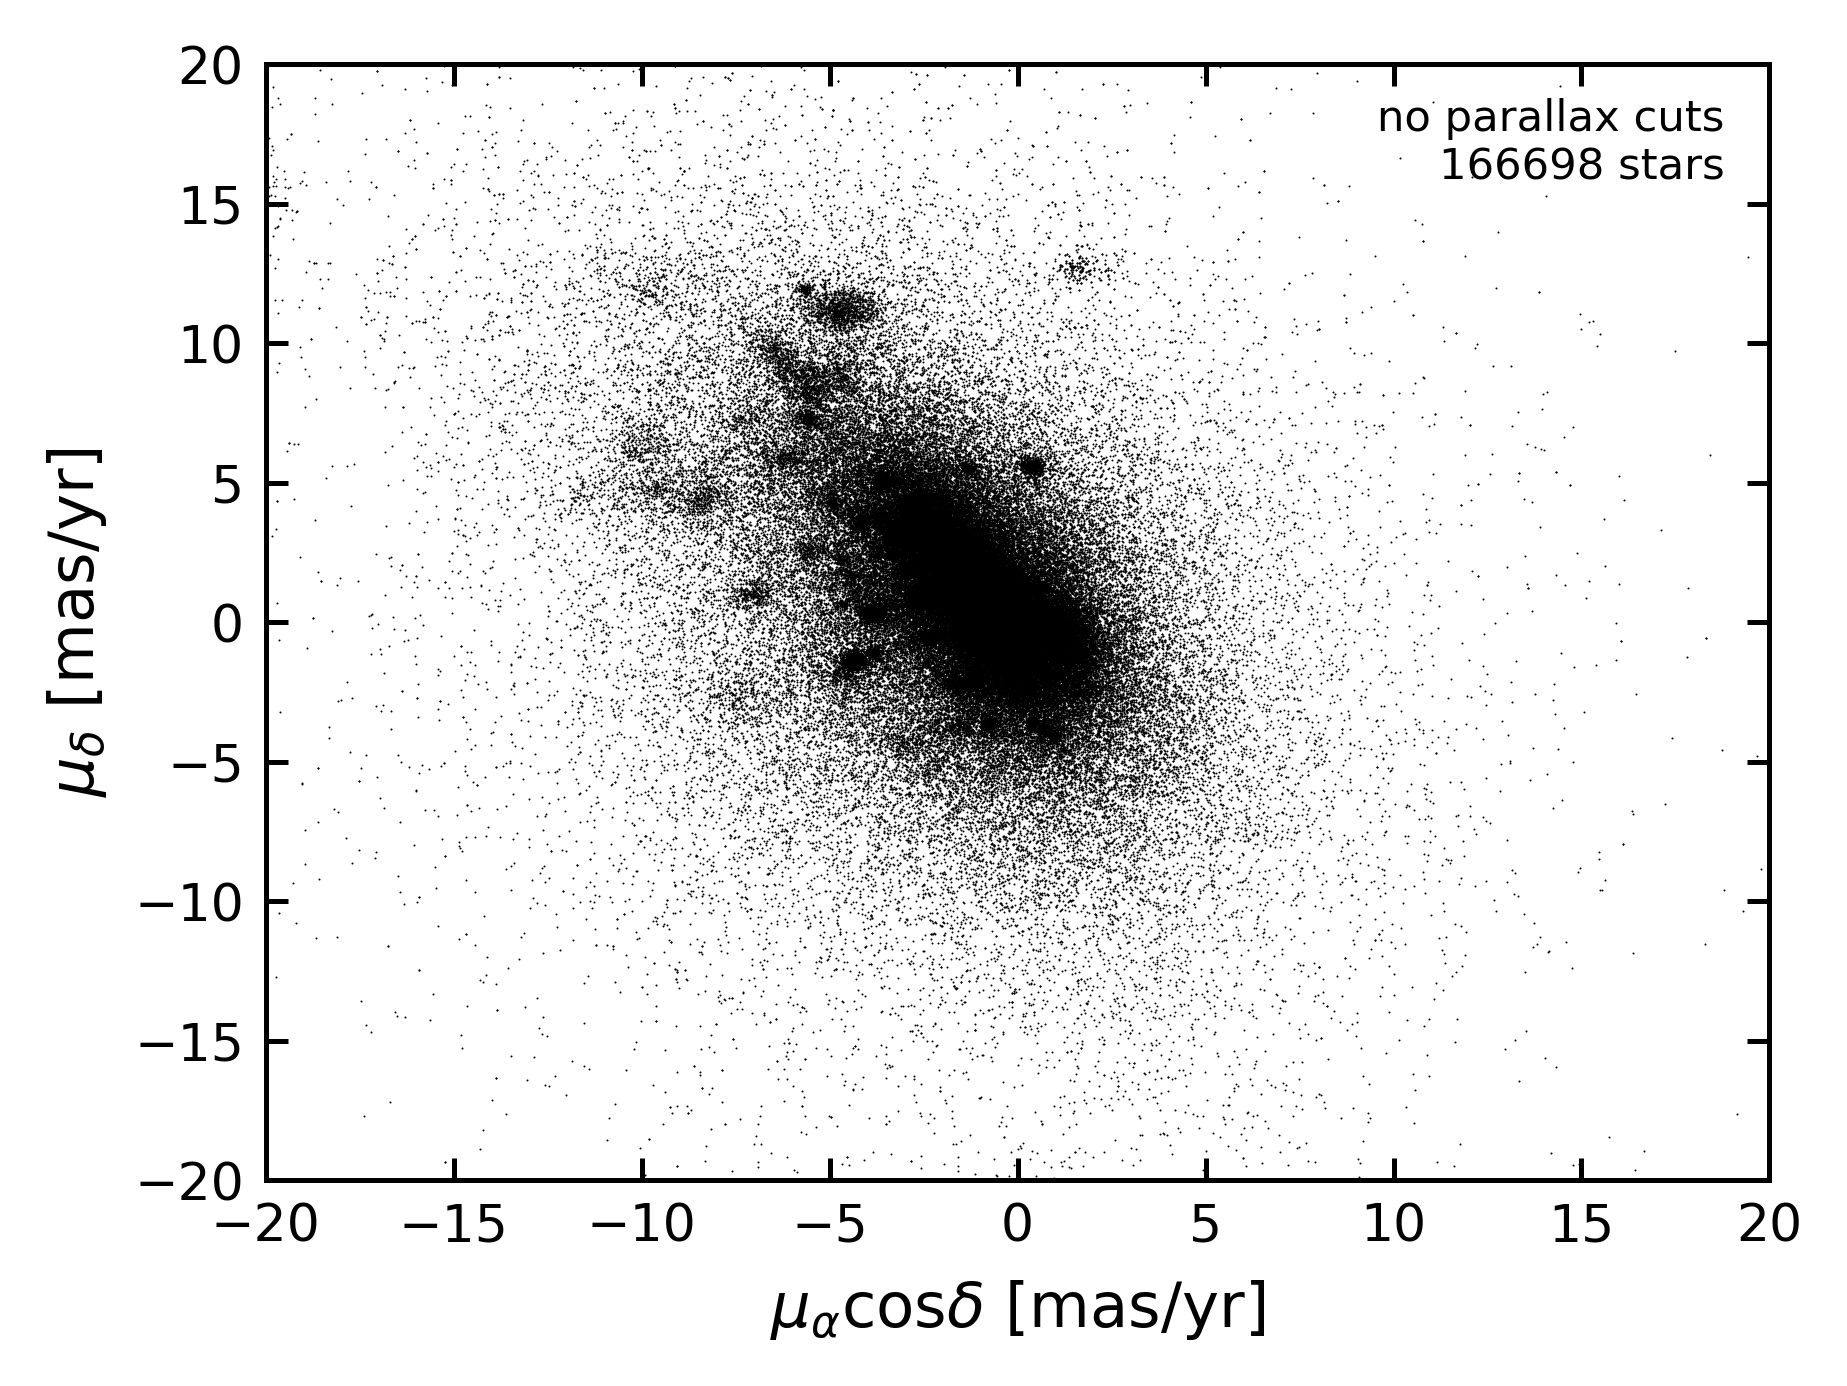 no parallax cuts
166698 stars
20
15
10
5
0
−5
−10
−15
−20
−20 −15 −10 −5 0 5 10 15 20
μδ [mas/yr]
μαcosδ [mas/yr]